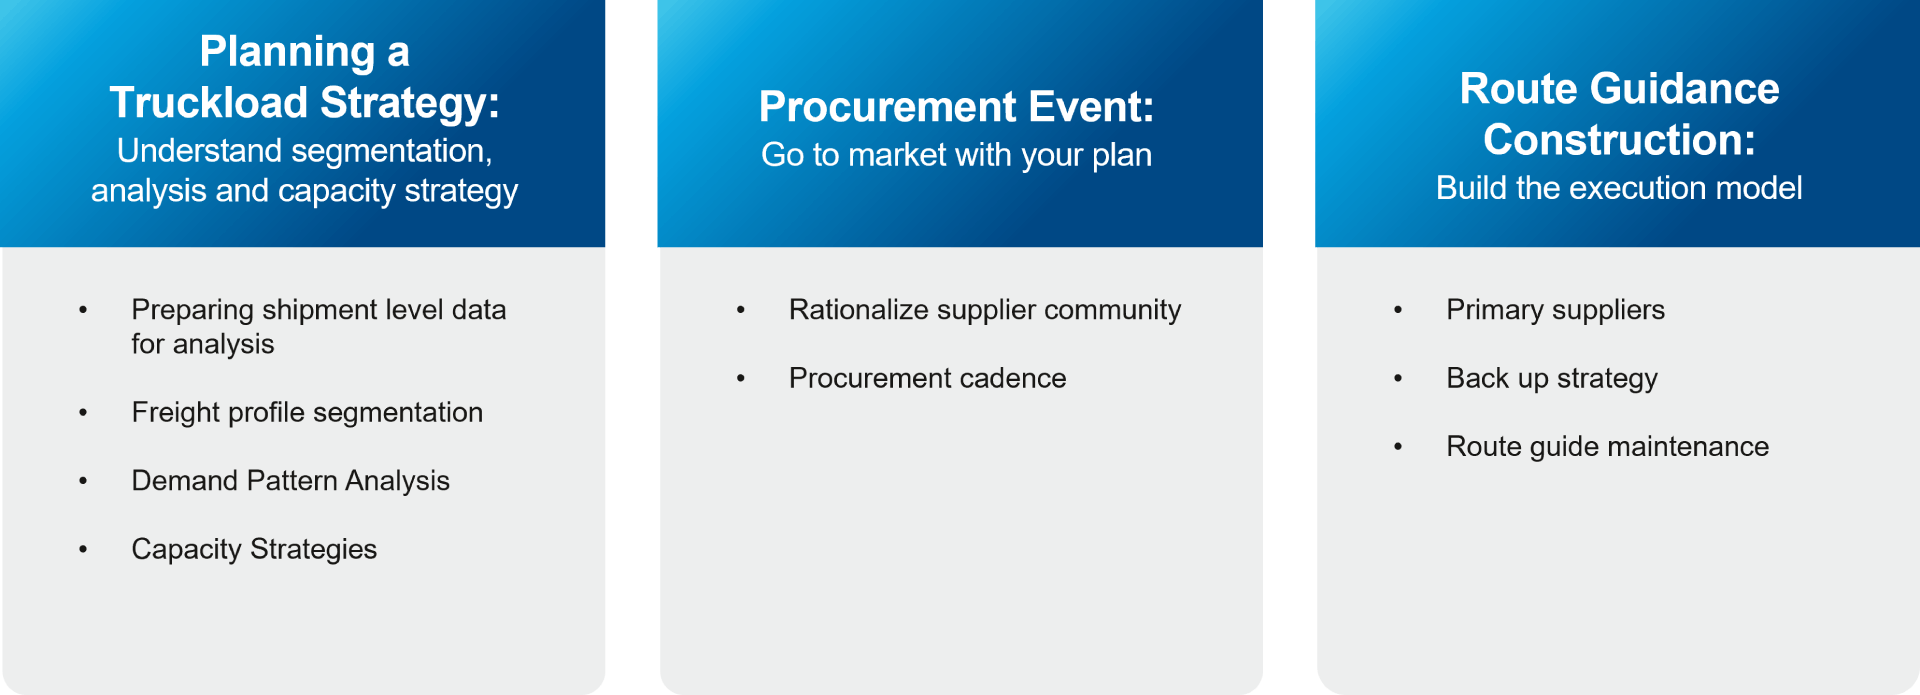 Planning a
Truckload Strategy:
Understand segmentation,
analysis and capacity strategy
• Preparing shipment level data
for analysis
• Freight profile segmentation
• Demand Pattern Analysis
• Capacity Strategies
Procurement Event:
Go to market with your plan
• Rationalize supplier community
• Procurement cadence
Route Guidance
Construction:
Build the execution model
• Primary suppliers
• Back up strategy
• Route guide maintenance